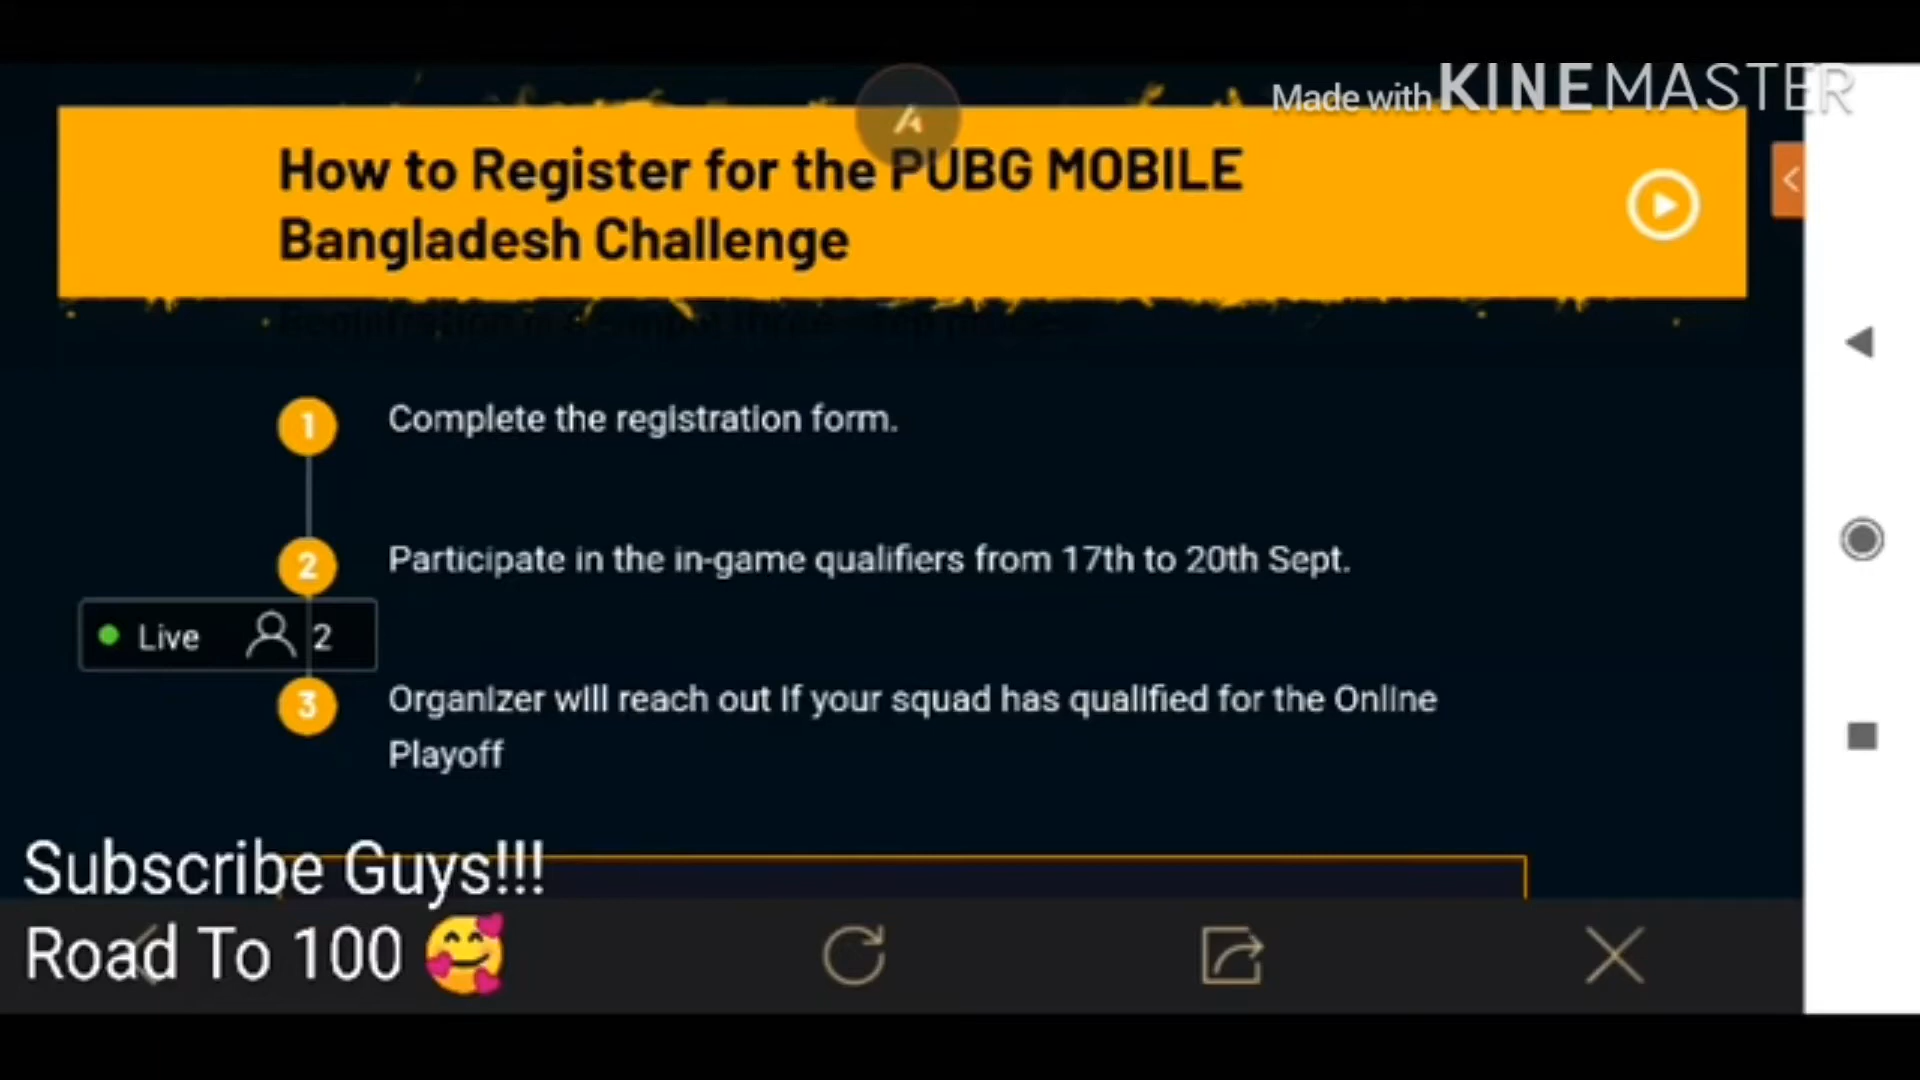 Made with KINEMASTER
How to Register for the PUBG MOBILE
Bangladesh Challenge
1 Complete the registration form.
2 Participate in the in-game qualifiers from 17th to 20th Sept.
Live 2
3 Organizer will reach out if your squad has qualified for the Online
Playoff
Subscribe Guys!!!
Road To 100 🥰